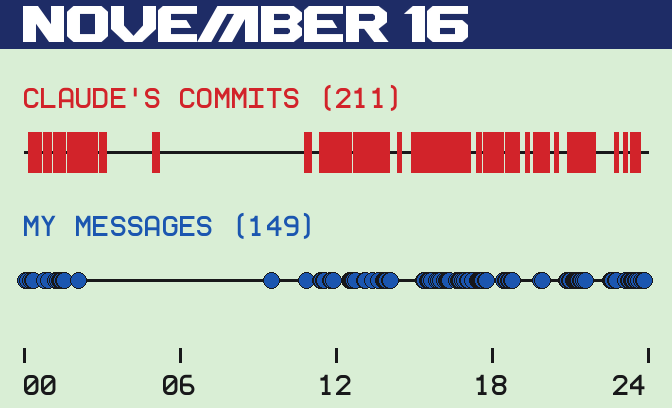 NOVEMBER 16
CLAUDE'S COMMITS (211)
MY MESSAGES (149)
00 06 12 18 24